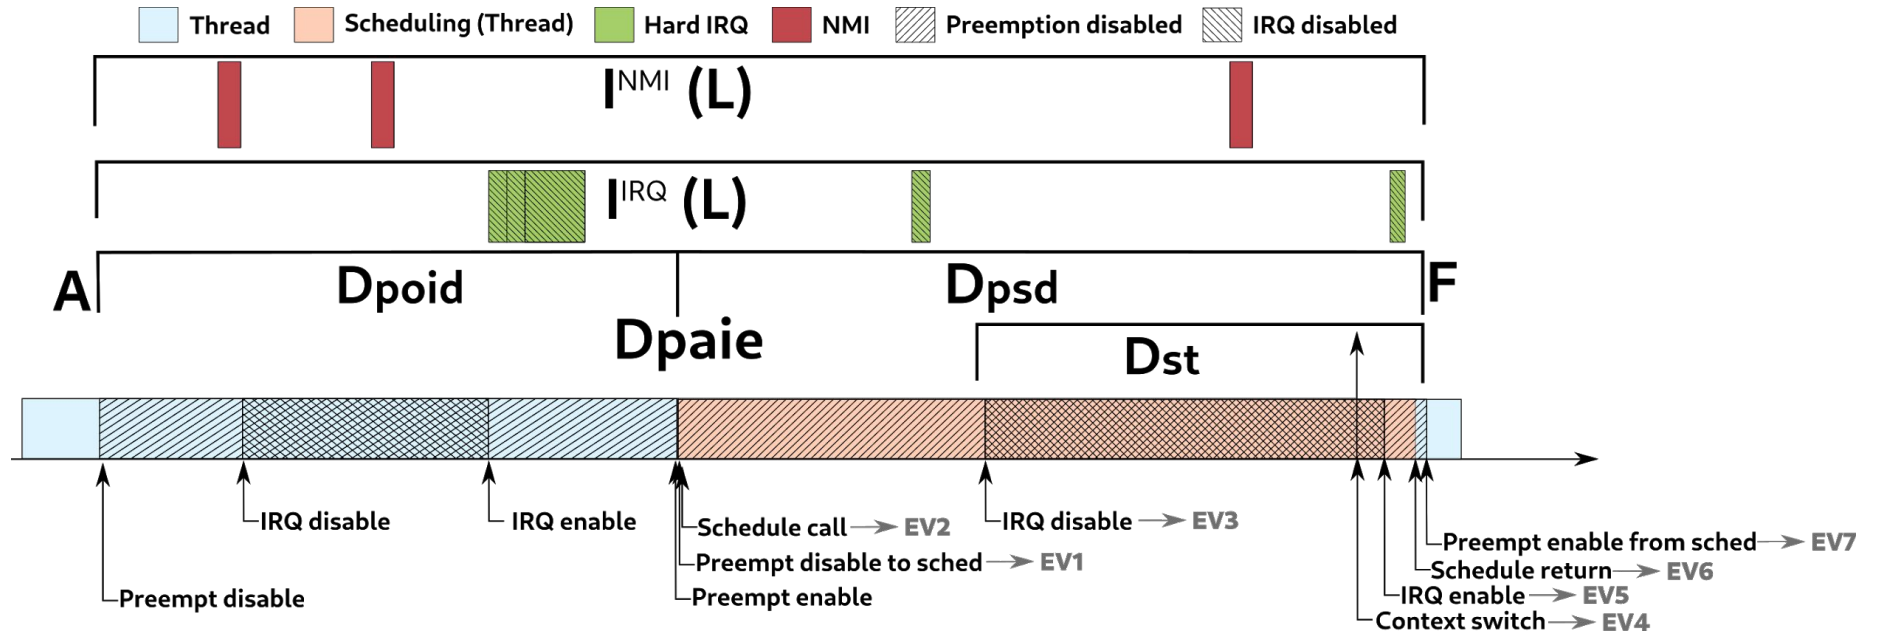 Thread Scheduling (Thread) Hard IRQ NMI Preemption disabled IRQ disabled
I^NMI (L)
I^IRQ (L)
A Dpoid Dpsd F
Dpaie
Dst
IRQ disable
IRQ enable
Schedule call EV2
IRQ disable EV3
Preempt enable from sched EV7
Preempt disable to sched EV1
Schedule return EV6
Preempt disable
Preempt enable
IRQ enable EV5
Context switch EV4